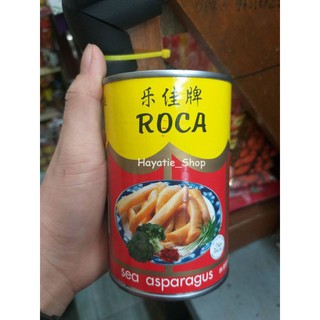 乐佳牌
ROCA
Hayatie_Shop
sea asparagus